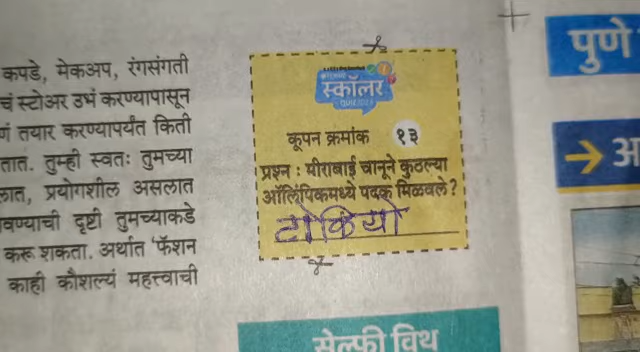 कपडे, मेकअप, रंगसंगती
चं स्टोअर उभं करण्यापासून
णं तयार करण्यापर्यंत किती
तात. तुम्ही स्वतः तुमच्या
लात, प्रयोगशील असलात
वण्याची दृष्टी तुमच्याकडे
करू शकता. अर्थात 'फॅशन
काही कौशल्यं महत्त्वाची
स्कॉलर
कूपन क्रमांक १३
प्रश्न : मीराबाई चानूने कुठल्या
ऑलिंपिकमध्ये पदक मिळवले ?
टोकियो
पुणे
अ
सेल्फी विथ